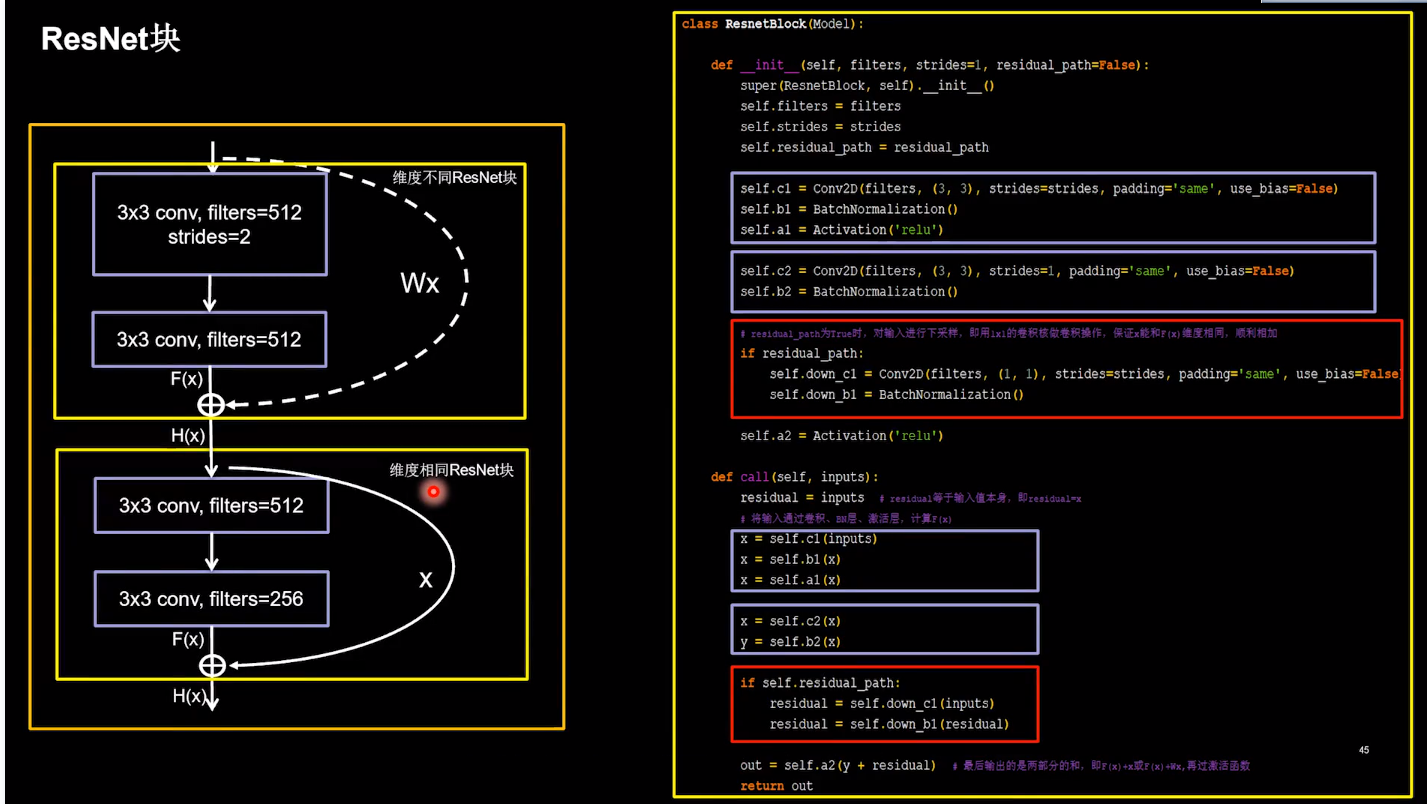 ResNet块
维度不同ResNet块
3x3 conv, filters=512
strides=2
Wx
3x3 conv, filters=512
F(x)
H(x)
维度相同ResNet块
3x3 conv, filters=512
x
3x3 conv, filters=256
F(x)
H(x)
class ResnetBlock(Model):
def __init__(self, filters, strides=1, residual_path=False):
super(ResnetBlock, self).__init__()
self.filters = filters
self.strides = strides
self.residual_path = residual_path
self.c1 = Conv2D(filters, (3, 3), strides=strides, padding='same', use_bias=False)
self.b1 = BatchNormalization()
self.a1 = Activation('relu')
self.c2 = Conv2D(filters, (3, 3), strides=1, padding='same', use_bias=False)
self.b2 = BatchNormalization()
# residual_path为True时，对输入进行下采样，即用1x1的卷积核做卷积操作，保证x能和F(x)维度相同，顺利相加
if residual_path:
self.down_c1 = Conv2D(filters, (1, 1), strides=strides, padding='same', use_bias=False)
self.down_b1 = BatchNormalization()
self.a2 = Activation('relu')
def call(self, inputs):
residual = inputs # residual等于输入值本身，即residual=x
# 将输入通过卷积、BN层、激活层，计算F(x)
x = self.c1(inputs)
x = self.b1(x)
x = self.a1(x)
x = self.c2(x)
y = self.b2(x)
if self.residual_path:
residual = self.down_c1(inputs)
residual = self.down_b1(residual)
out = self.a2(y + residual) # 最后输出的是两部分的和，即F(x)+x或F(x)+Wx,再过激活函数
return out
45